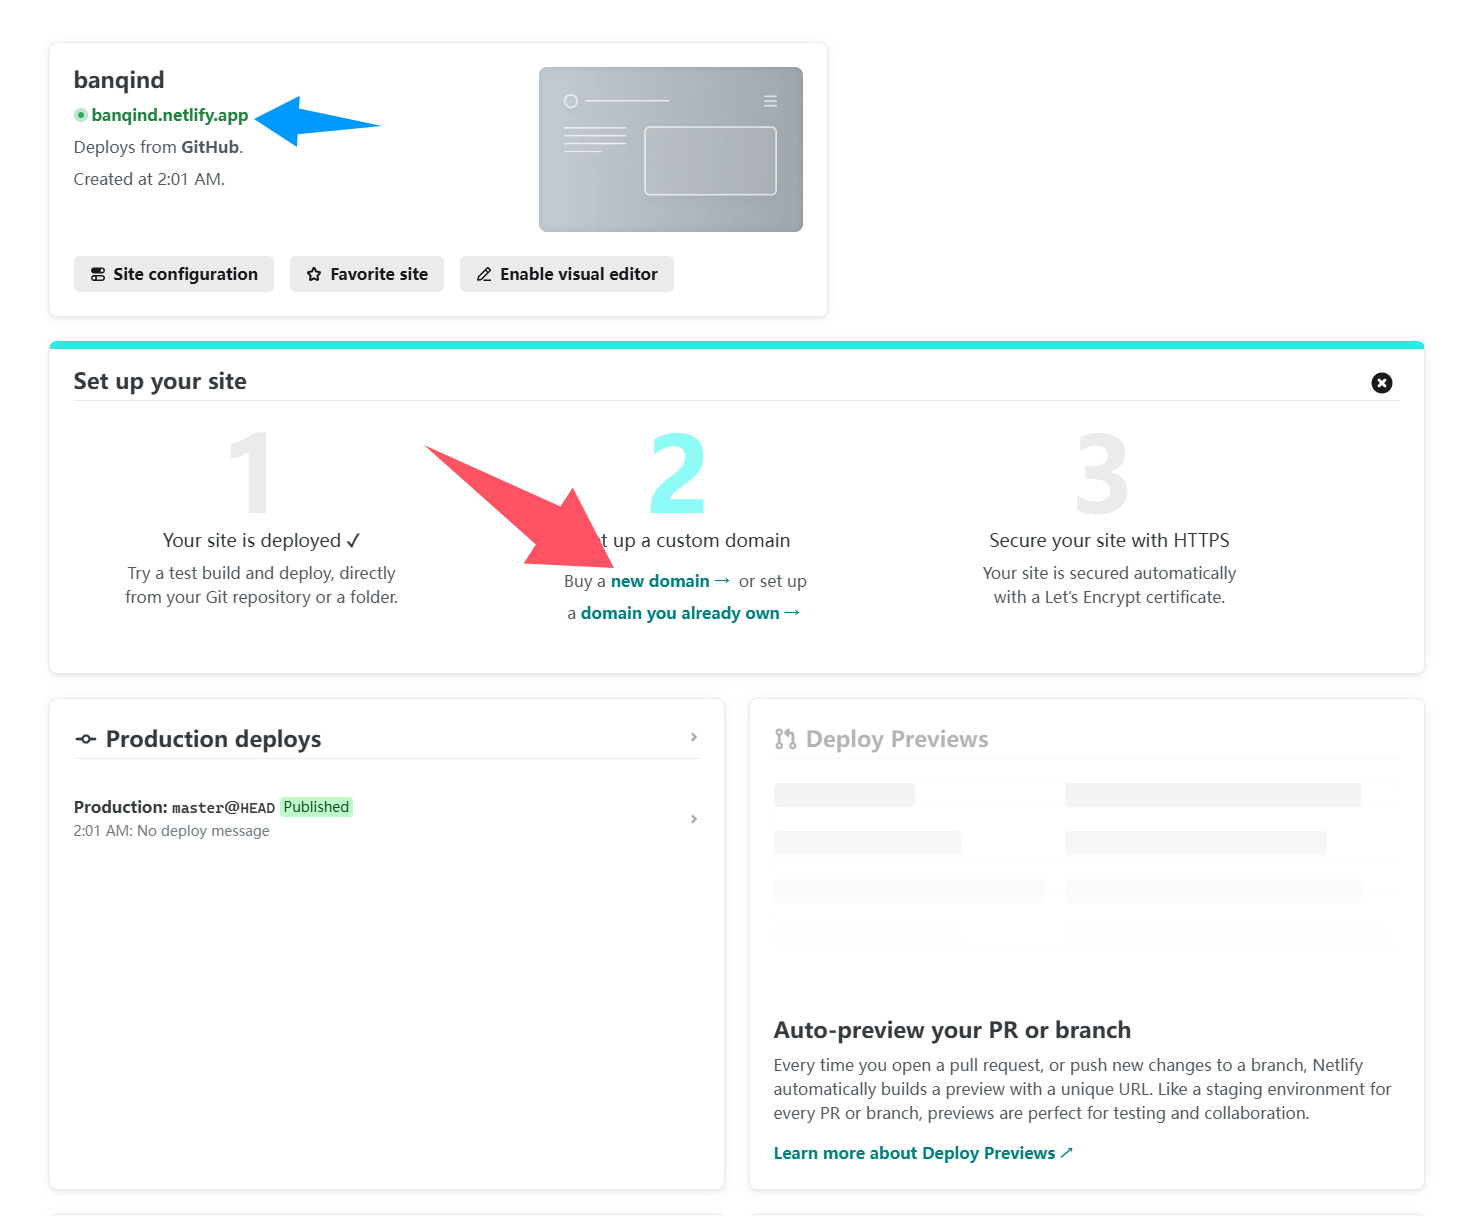 banqind
banqind.netlify.app
Deploys from GitHub.
Created at 2:01 AM.
Site configuration
Favorite site
Enable visual editor
Set up your site
1
Your site is deployed ✓
Try a test build and deploy, directly
from your Git repository or a folder.
2
t up a custom domain
Buy a new domain → or set up
a domain you already own →
3
Secure your site with HTTPS
Your site is secured automatically
with a Let's Encrypt certificate.
Production deploys
Production: master@HEAD Published
2:01 AM: No deploy message
Deploy Previews
Auto-preview your PR or branch
Every time you open a pull request, or push new changes to a branch, Netlify
automatically builds a preview with a unique URL. Like a staging environment for
every PR or branch, previews are perfect for testing and collaboration.
Learn more about Deploy Previews ↗